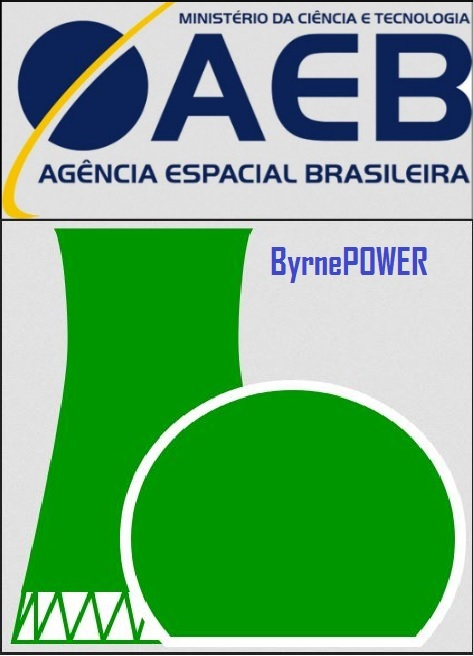 MINISTÉRIO DA CIÊNCIA E TECNOLOGIA
AEB
AGÊNCIA ESPACIAL BRASILEIRA
ByrnePOWER